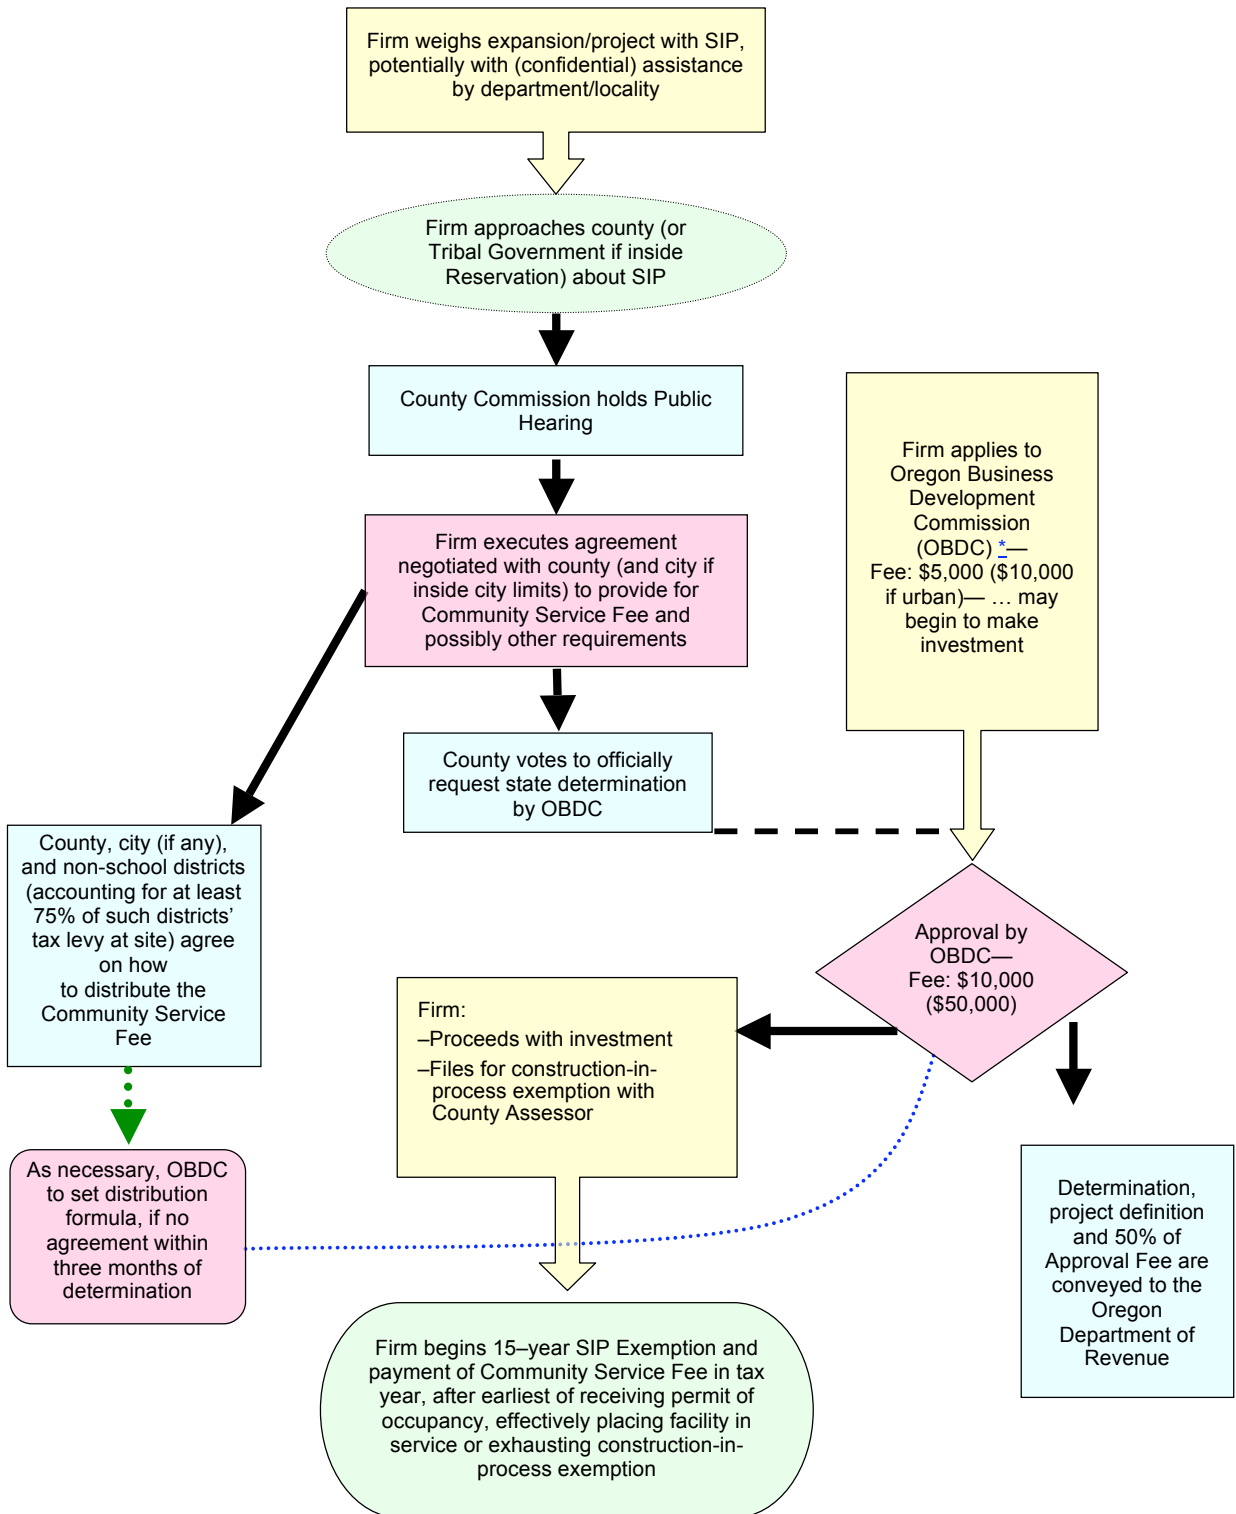 Firm weighs expansion/project with SIP,
potentially with (confidential) assistance
by department/locality
Firm approaches county (or
Tribal Government if inside
Reservation) about SIP
County Commission holds Public
Hearing
Firm applies to
Oregon Business
Development
Commission
(OBDC) *—
Fee: $5,000 ($10,000
if urban)— … may
begin to make
investment
Firm executes agreement
negotiated with county (and city if
inside city limits) to provide for
Community Service Fee and
possibly other requirements
County votes to officially
request state determination
by OBDC
County, city (if any),
and non-school districts
(accounting for at least
75% of such districts’
tax levy at site) agree
on how
to distribute the
Community Service
Fee
Approval by
OBDC—
Fee: $10,000
($50,000)
Firm:
–Proceeds with investment
–Files for construction-in-
process exemption with
County Assessor
As necessary, OBDC
to set distribution
formula, if no
agreement within
three months of
determination
Determination,
project definition
and 50% of
Approval Fee are
conveyed to the
Oregon
Department of
Revenue
Firm begins 15–year SIP Exemption and
payment of Community Service Fee in tax
year, after earliest of receiving permit of
occupancy, effectively placing facility in
service or exhausting construction-in-
process exemption